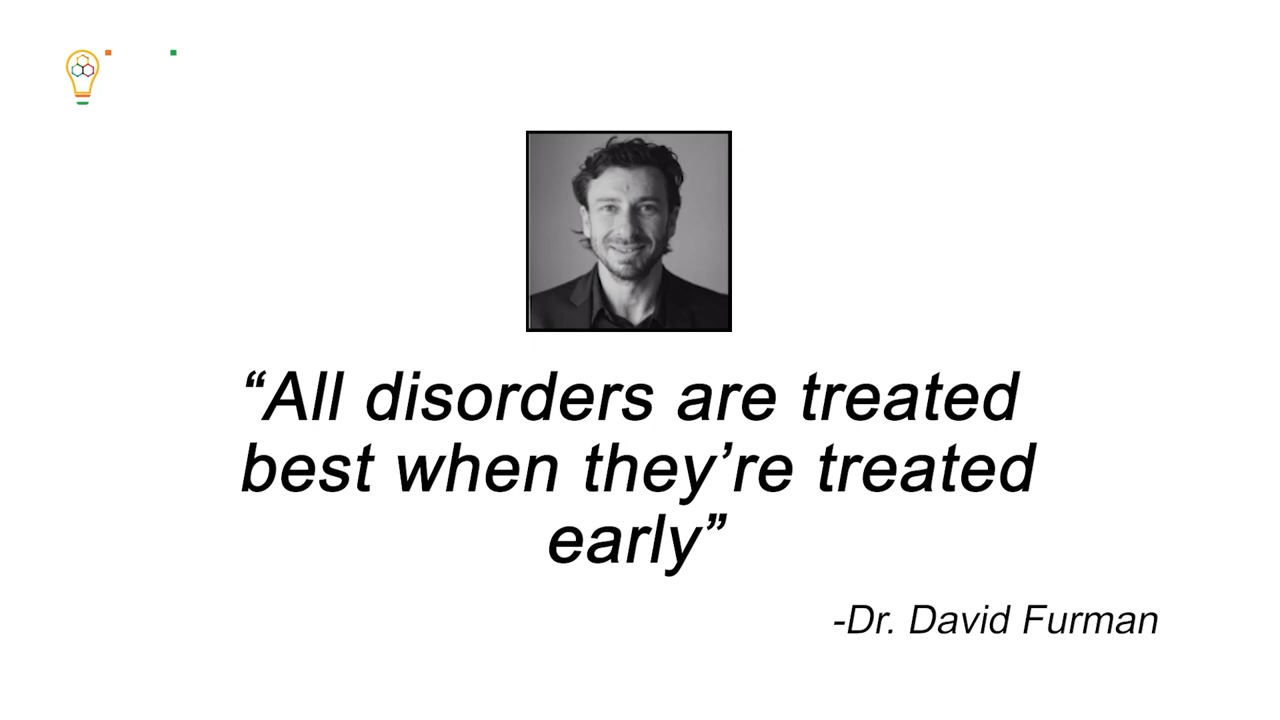 “All disorders are treated
best when they’re treated
early”
-Dr. David Furman